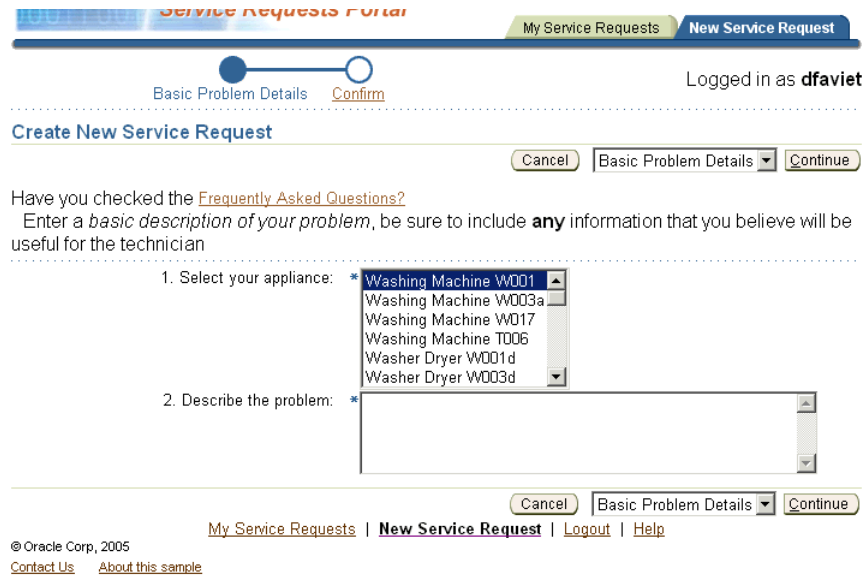 Service Requests Portal
My Service Requests New Service Request
Basic Problem Details Confirm
Logged in as dfaviet
Create New Service Request
Cancel Basic Problem Details Continue
Have you checked the Frequently Asked Questions?
Enter a basic description of your problem, be sure to include any information that you believe will be
useful for the technician
1. Select your appliance: *
Washing Machine W001
Washing Machine W003a
Washing Machine W017
Washing Machine T006
Washer Dryer W001d
Washer Dryer W003d
2. Describe the problem: *
Cancel Basic Problem Details Continue
My Service Requests | New Service Request | Logout | Help
© Oracle Corp, 2005
Contact Us About this sample